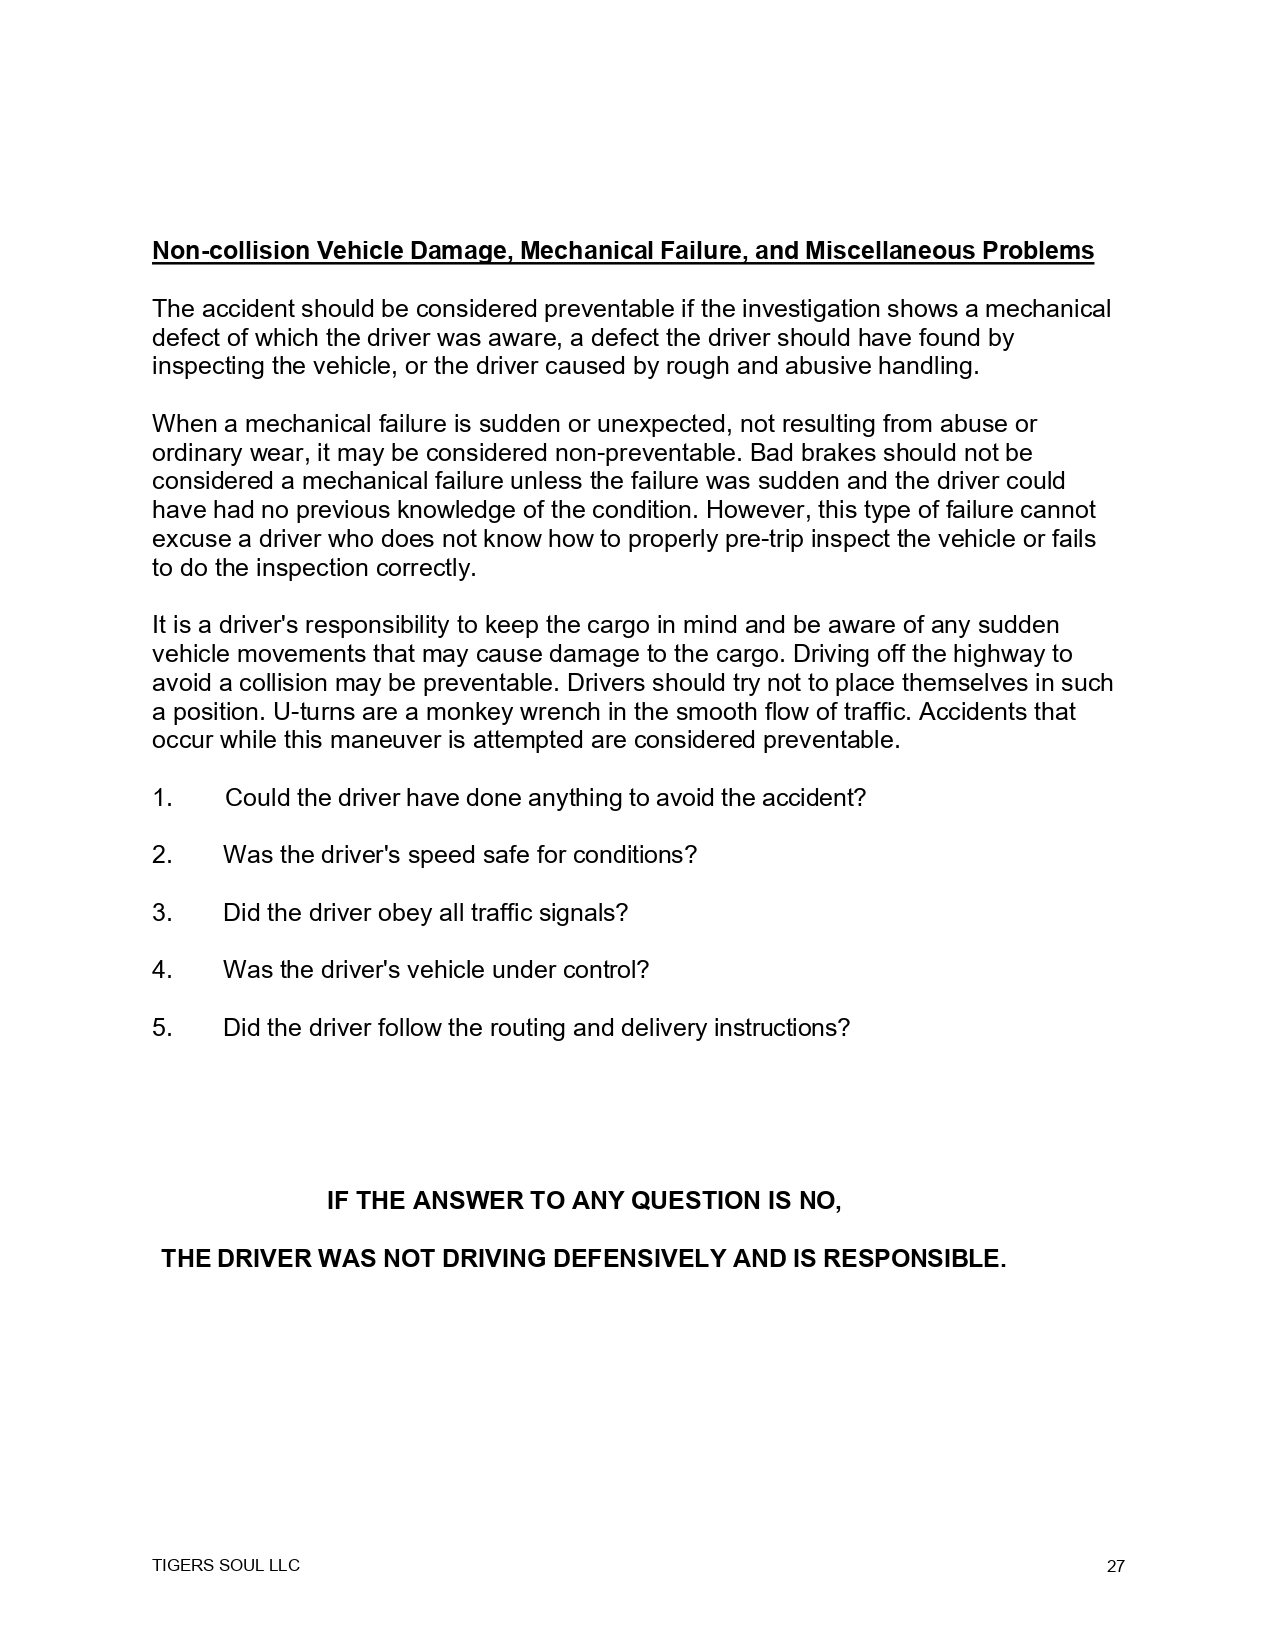 Non-collision Vehicle Damage, Mechanical Failure, and Miscellaneous Problems
The accident should be considered preventable if the investigation shows a mechanical
defect of which the driver was aware, a defect the driver should have found by
inspecting the vehicle, or the driver caused by rough and abusive handling.
When a mechanical failure is sudden or unexpected, not resulting from abuse or
ordinary wear, it may be considered non-preventable. Bad brakes should not be
considered a mechanical failure unless the failure was sudden and the driver could
have had no previous knowledge of the condition. However, this type of failure cannot
excuse a driver who does not know how to properly pre-trip inspect the vehicle or fails
to do the inspection correctly.
It is a driver's responsibility to keep the cargo in mind and be aware of any sudden
vehicle movements that may cause damage to the cargo. Driving off the highway to
avoid a collision may be preventable. Drivers should try not to place themselves in such
a position. U-turns are a monkey wrench in the smooth flow of traffic. Accidents that
occur while this maneuver is attempted are considered preventable.
1. Could the driver have done anything to avoid the accident?
2. Was the driver's speed safe for conditions?
3. Did the driver obey all traffic signals?
4. Was the driver's vehicle under control?
5. Did the driver follow the routing and delivery instructions?
IF THE ANSWER TO ANY QUESTION IS NO,
THE DRIVER WAS NOT DRIVING DEFENSIVELY AND IS RESPONSIBLE.
TIGERS SOUL LLC 27